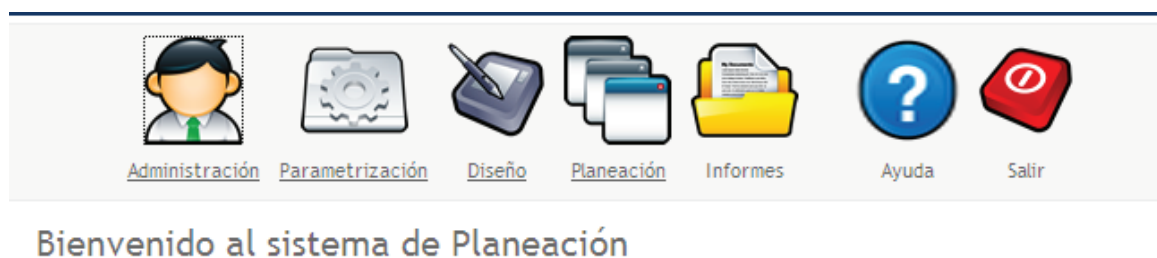 Administración Parametrización Diseño Planeación Informes Ayuda Salir
Bienvenido al sistema de Planeación